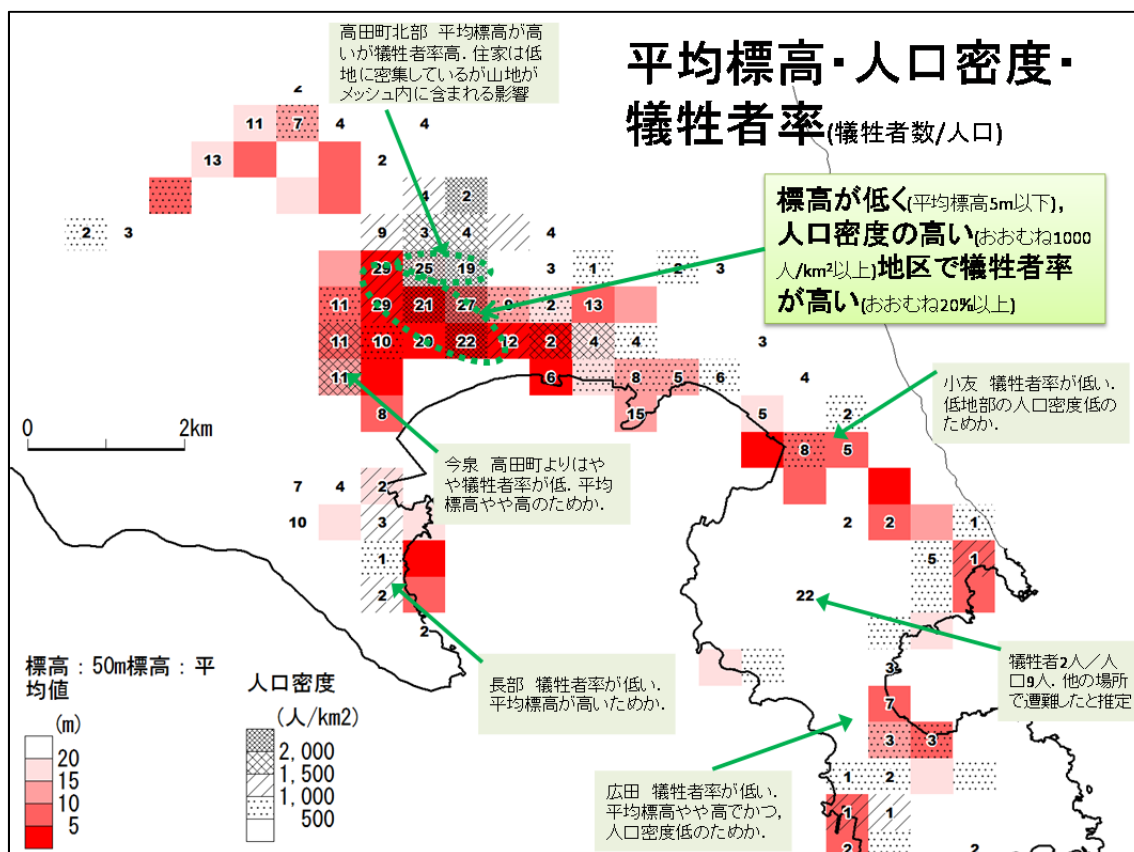 高田町北部 平均標高が高
いが犠牲者率高．住家は低
地に密集しているが山地が
メッシュ内に含まれる影響
平均標高・人口密度・
犠牲者率(犠牲者数/人口)
標高が低く(平均標高5m以下)，
人口密度の高い(おおむね1000
人/km²以上)地区で犠牲者率
が高い(おおむね20%以上)
2
11 7 4 4
13 2
4 2
2 3 9 3 4 4
29 25 19 3 1 2 3
11 29 21 27 9 2 13
11 10 20 22 12 2 4 4 3
11 6 8 5 6 4
8 15 5 2
8 5
小友 犠牲者率が低い．
低地部の人口密度低の
ためか．
0 2km
今泉 高田町よりはや
や犠牲者率が低．平均
標高やや高のためか．
7 4 2
10 3 2 2 1
1 5 1
2 22
2
3
7
3 3
1 2
1 1
2 2
犠牲者2人／人
口9人．他の場所
で遭難したと推定
長部 犠牲者率が低い．
平均標高が高いためか．
広田 犠牲者率が低い．
平均標高やや高でかつ，
人口密度低のためか．
標高：50m標高：平
均値
(m)
20
15
10
5
人口密度
(人/km2)
2,000
1,500
1,000
500